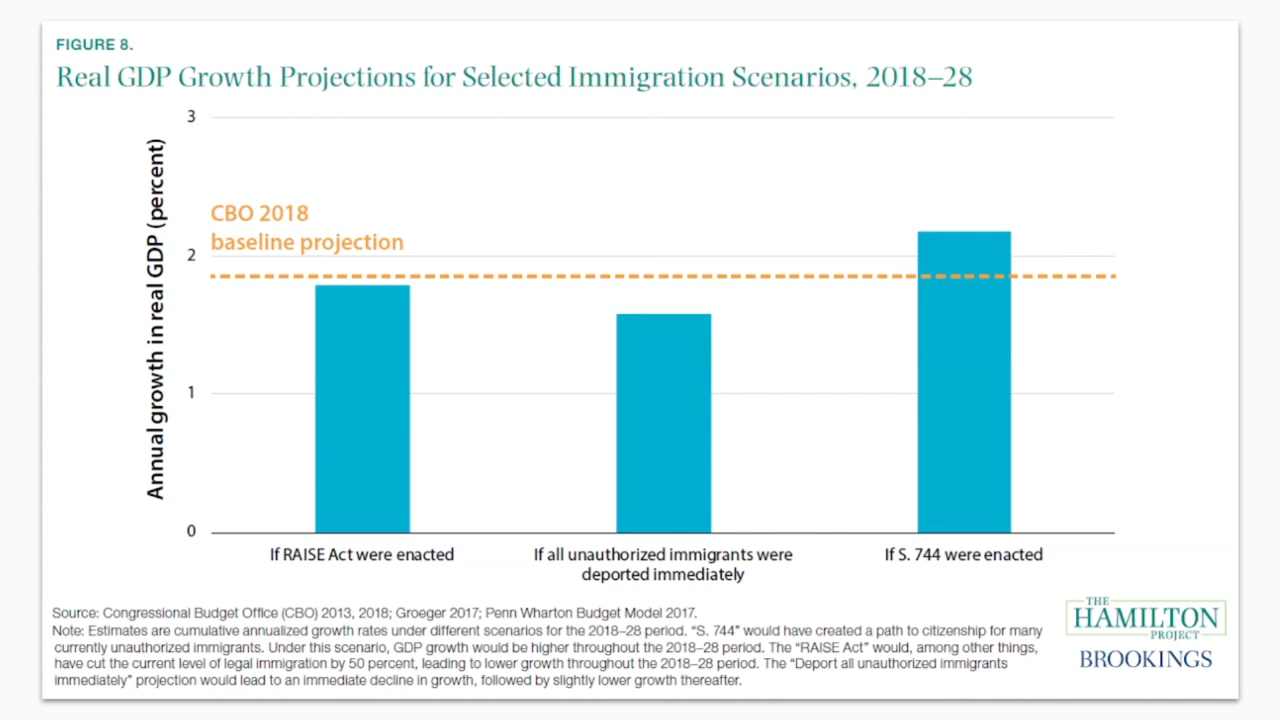 FIGURE 8.
Real GDP Growth Projections for Selected Immigration Scenarios, 2018–28
Annual growth in real GDP (percent)
3
CBO 2018
baseline projection
2
1
0
If RAISE Act were enacted
If all unauthorized immigrants were
deported immediately
If S. 744 were enacted
Source: Congressional Budget Office (CBO) 2013, 2018; Groeger 2017; Penn Wharton Budget Model 2017.
Note: Estimates are cumulative annualized growth rates under different scenarios for the 2018–28 period. “S. 744” would have created a path to citizenship for many
currently unauthorized immigrants. Under this scenario, GDP growth would be higher throughout the 2018–28 period. The “RAISE Act” would, among other things,
have cut the current level of legal immigration by 50 percent, leading to lower growth throughout the 2018–28 period. The “Deport all unauthorized immigrants
immediately” projection would lead to an immediate decline in growth, followed by slightly lower growth thereafter.
THE
HAMILTON
PROJECT
BROOKINGS